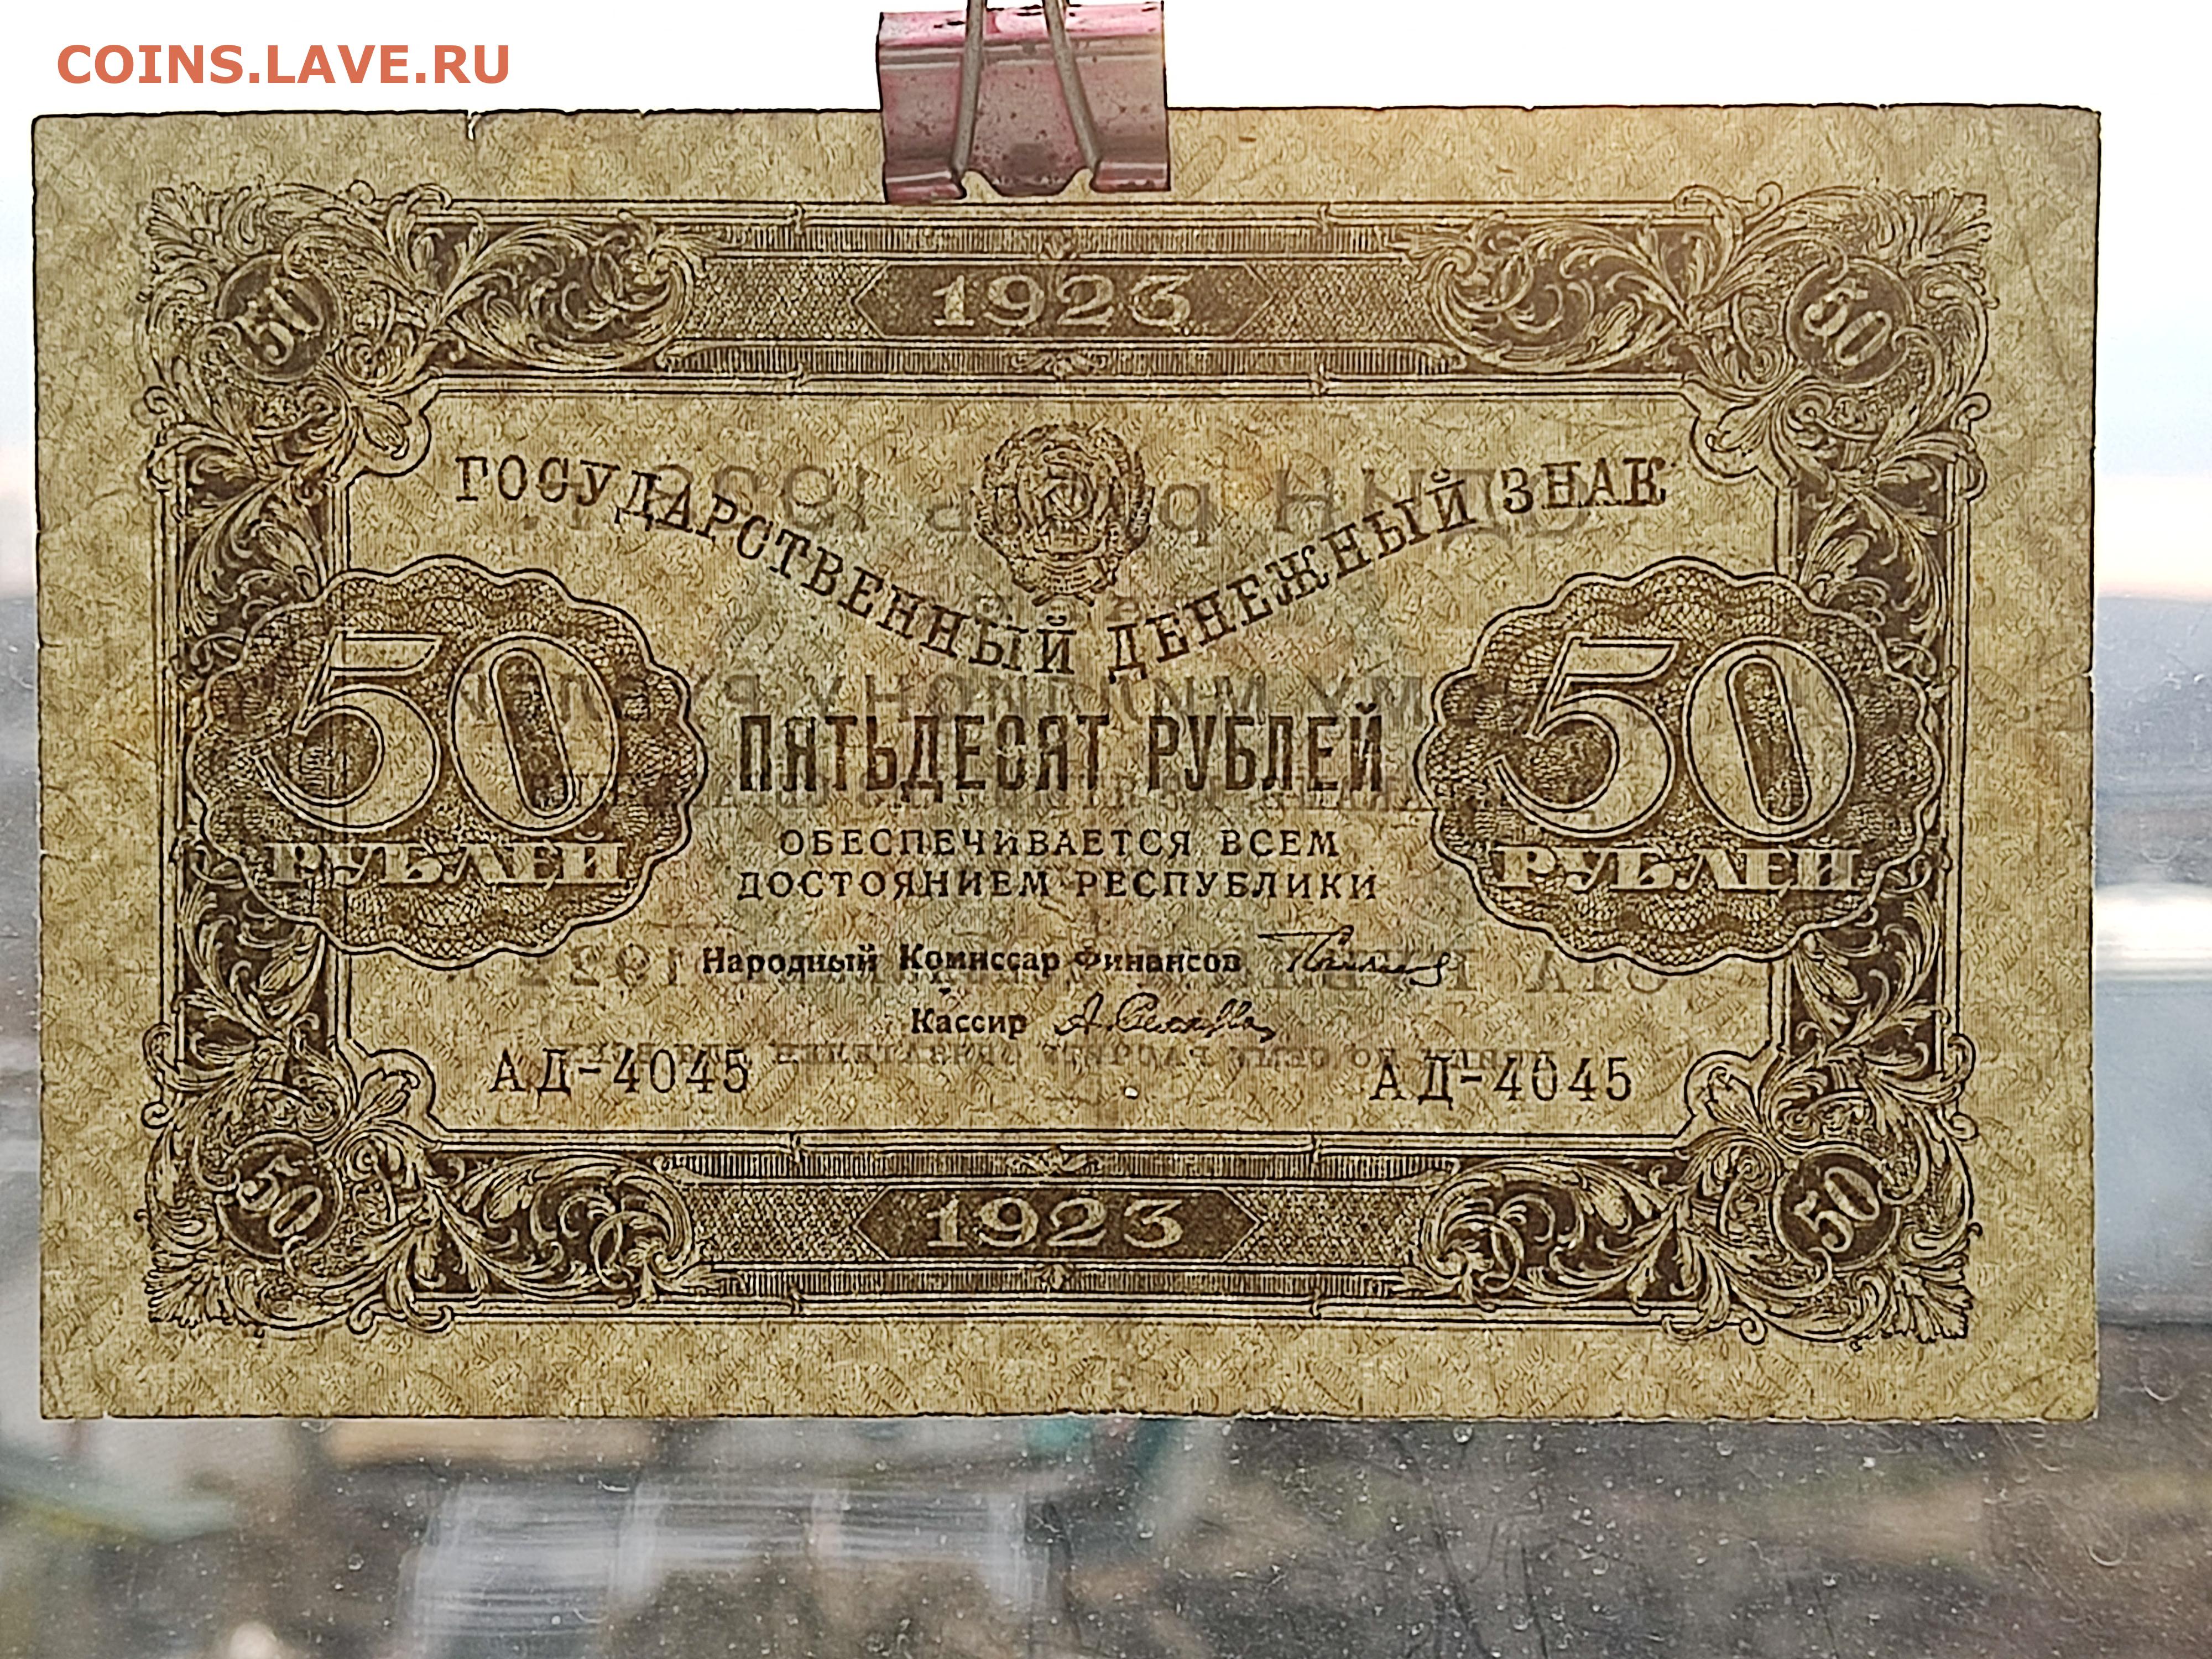 COINS.LAVE.RU
50 1923 50
ГОСУДАРСТВЕННЫЙ ДЕНЕЖНЫЙ ЗНАК
50 РУБЛЕЙ
ПЯТЬДЕСЯТ РУБЛЕЙ
50 РУБЛЕЙ
ОБЕСПЕЧИВАЕТСЯ ВСЕМ
ДОСТОЯНИЕМ РЕСПУБЛИКИ
Народный Комиссар Финансов
Кассир
АД-4045 АД-4045
50 1923 50